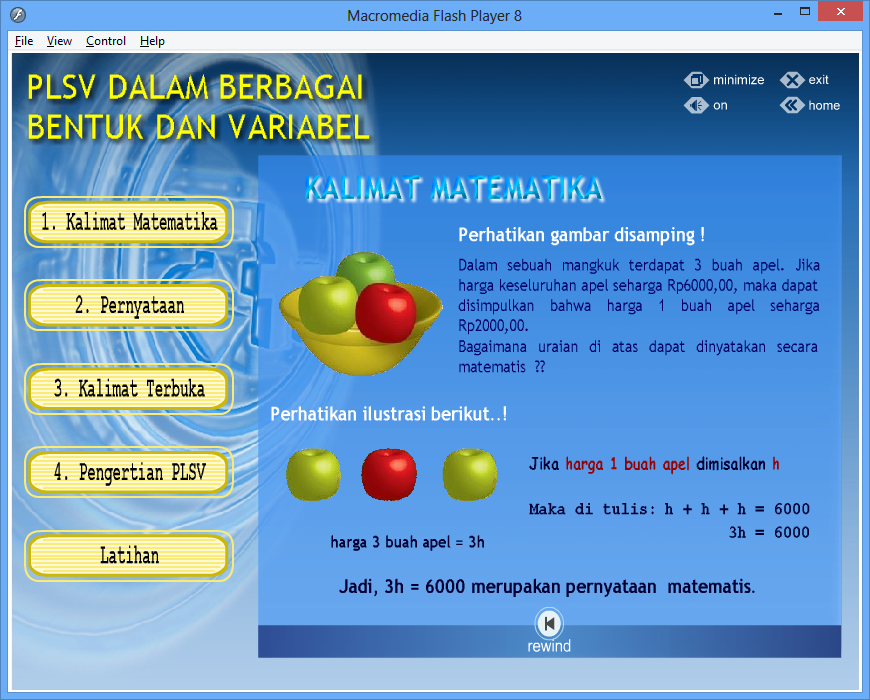 Macromedia Flash Player 8
File View Control Help
PLSV DALAM BERBAGAI
BENTUK DAN VARIABEL
minimize exit
on home
1. Kalimat Matematika
2. Pernyataan
3. Kalimat Terbuka
4. Pengertian PLSV
Latihan
KALIMAT MATEMATIKA
Perhatikan gambar disamping !
Dalam sebuah mangkuk terdapat 3 buah apel. Jika
harga keseluruhan apel seharga Rp6000,00, maka dapat
disimpulkan bahwa harga 1 buah apel seharga
Rp2000,00.
Bagaimana uraian di atas dapat dinyatakan secara
matematis ??
Perhatikan ilustrasi berikut..!
harga 3 buah apel = 3h
Jika harga 1 buah apel dimisalkan h
Maka di tulis: h + h + h = 6000
3h = 6000
Jadi, 3h = 6000 merupakan pernyataan matematis.
rewind